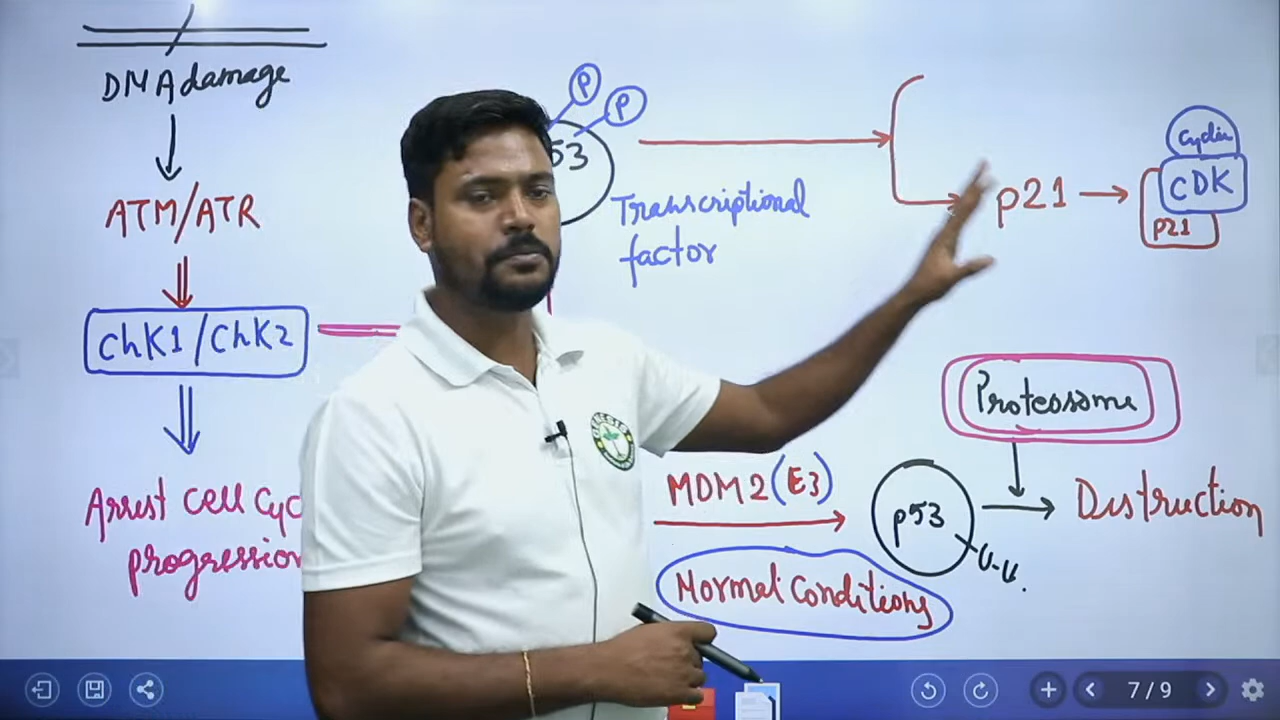 DNA damage
ATM/ATR
ChK1/ChK2
Arrest Cell Cyc
progression
P
P
53
Transcriptional
factor
p21
Cyclin
CDK
P21
Proteosome
MDM2 (E3)
p53
U-U.
Distruction
Normal Conditions
7/9